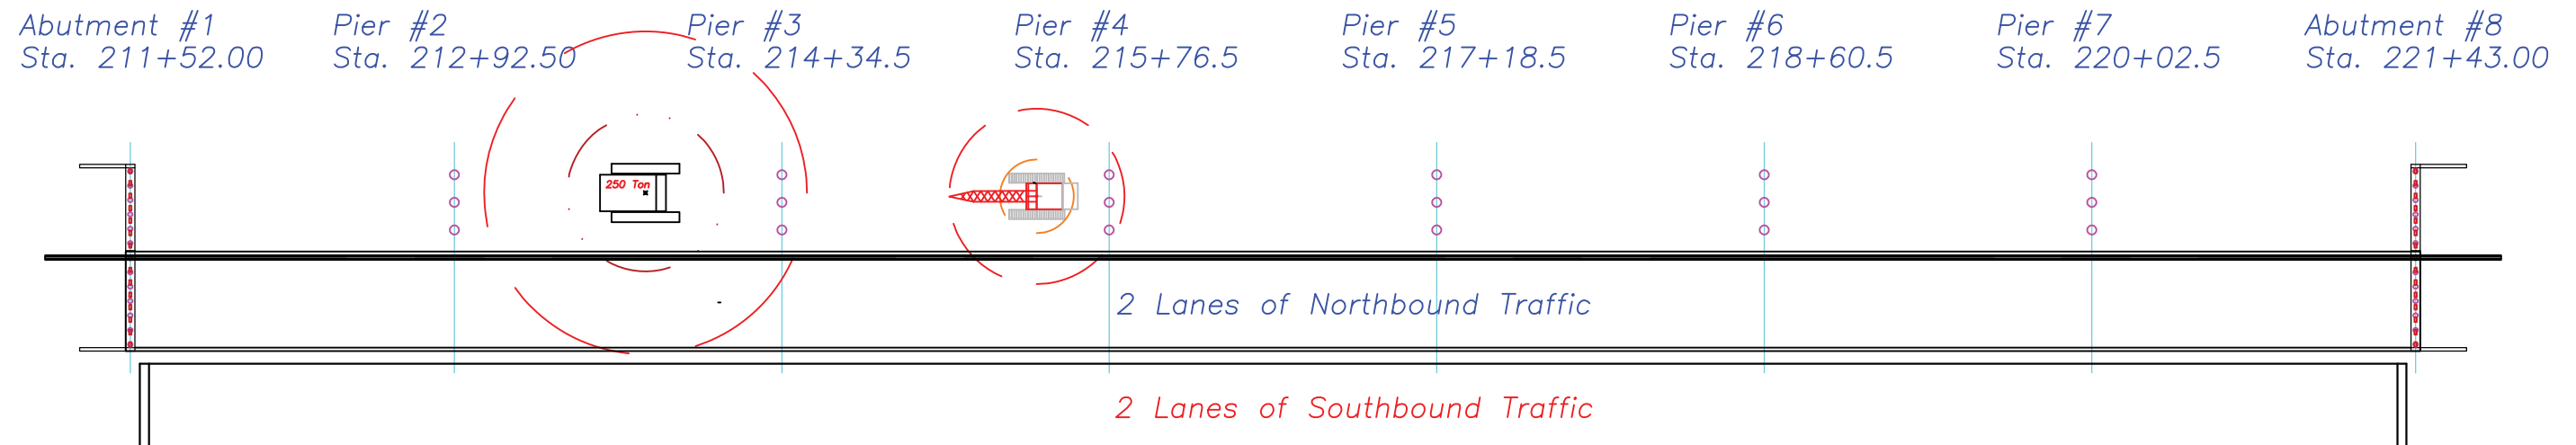 Abutment #1
Sta. 211+52.00
Pier #2
Sta. 212+92.50
Pier #3
Sta. 214+34.5
Pier #4
Sta. 215+76.5
Pier #5
Sta. 217+18.5
Pier #6
Sta. 218+60.5
Pier #7
Sta. 220+02.5
Abutment #8
Sta. 221+43.00
250 Ton
2 Lanes of Northbound Traffic
2 Lanes of Southbound Traffic